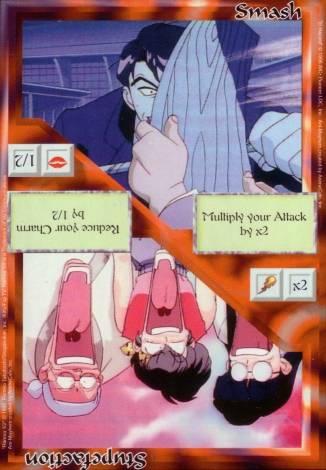 Smash
1/2
Reduce your Charm
by 1/2
Multiply your Attack
by x2
x2
Stupefaction